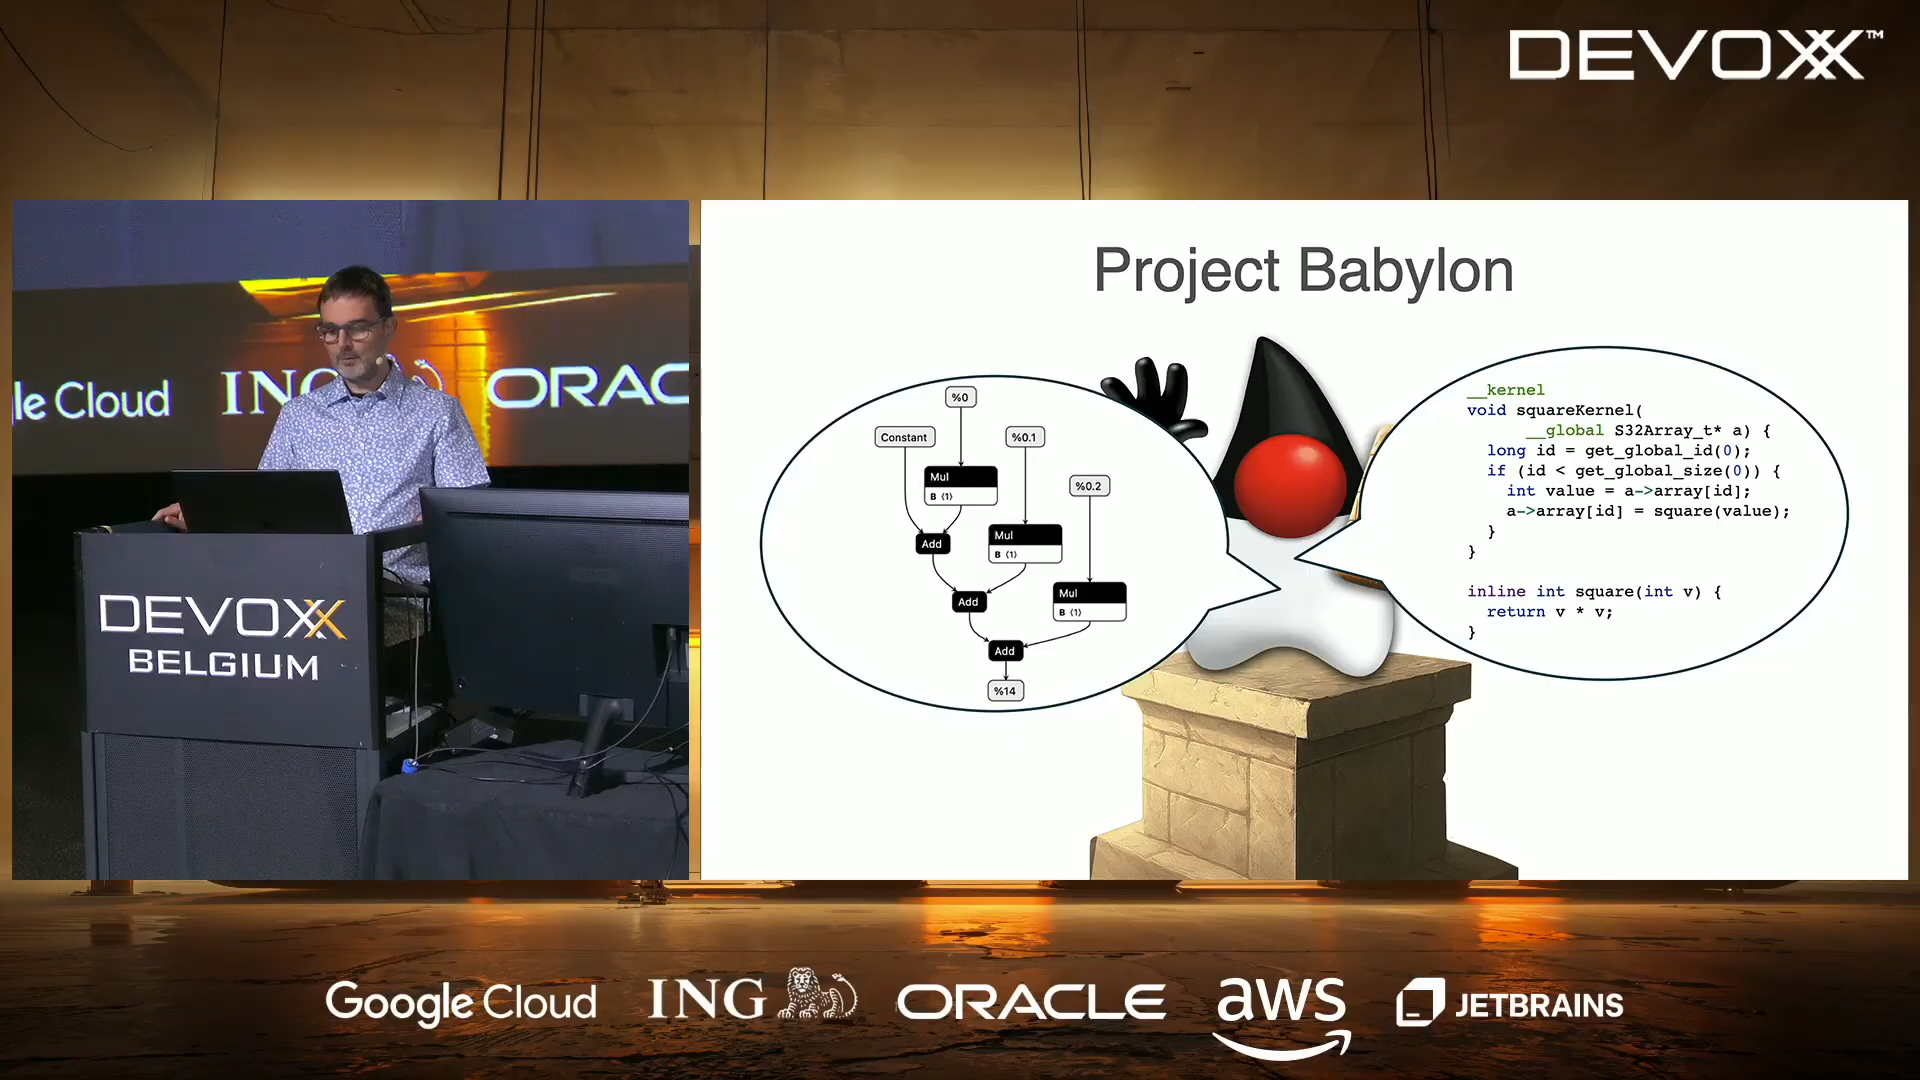 DEVOXX™
le Cloud
ING
ORAC
DEVOXX
BELGIUM
Project Babylon
%0
Constant
%0.1
Mul
B ⟨1⟩
%0.2
Mul
B ⟨1⟩
Add
Mul
B ⟨1⟩
Add
Add
%14
__kernel
void squareKernel(
__global S32Array_t* a) {
long id = get_global_id(0);
if (id < get_global_size(0)) {
int value = a->array[id];
a->array[id] = square(value);
}
}
inline int square(int v) {
return v * v;
}
Google Cloud
ING
ORACLE
aws
JETBRAINS